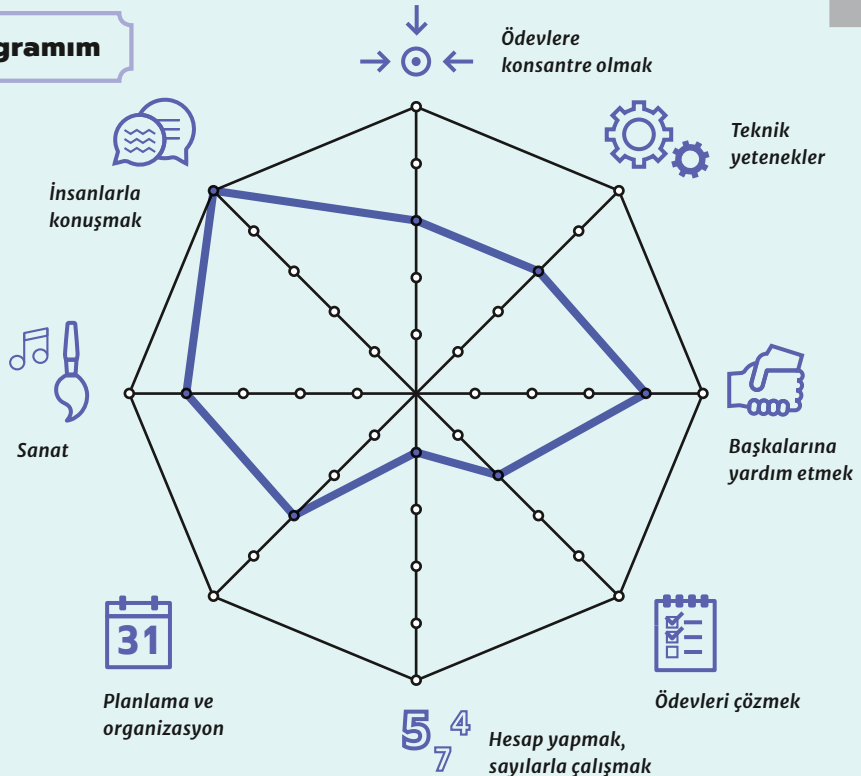 gramım
Ödevlere
konsantre olmak
Teknik
yetenekler
İnsanlarla
konuşmak
Sanat
Başkalarına
yardım etmek
31
Planlama ve
organizasyon
Ödevleri çözmek
5 4
7
Hesap yapmak,
sayılarla çalışmak